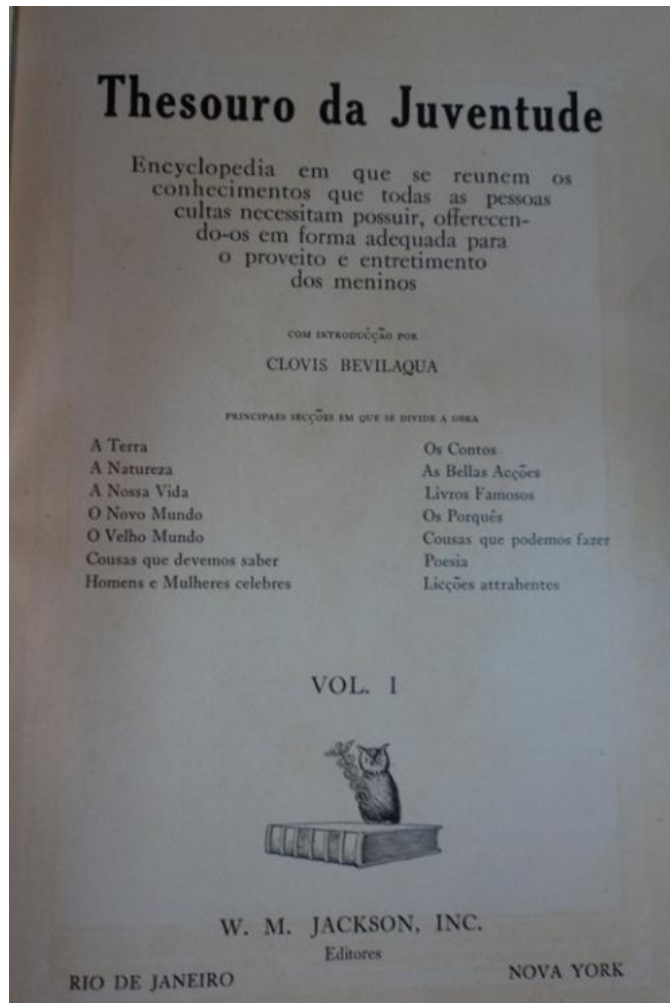 Thesouro da Juventude
Encyclopedia em que se reunem os
conhecimentos que todas as pessoas
cultas necessitam possuir, offerecen-
do-os em forma adequada para
o proveito e entretimento
dos meninos
COM INTRODUCÇÃO POR
CLOVIS BEVILAQUA
PRINCIPAES SECÇÕES EM QUE SE DIVIDE A OBRA
A Terra
A Natureza
A Nossa Vida
O Novo Mundo
O Velho Mundo
Cousas que devemos saber
Homens e Mulheres celebres
Os Contos
As Bellas Acções
Livros Famosos
Os Porquês
Cousas que podemos fazer
Poesia
Licções attrahentes
VOL. I
W. M. JACKSON, INC.
Editores
RIO DE JANEIRO
NOVA YORK